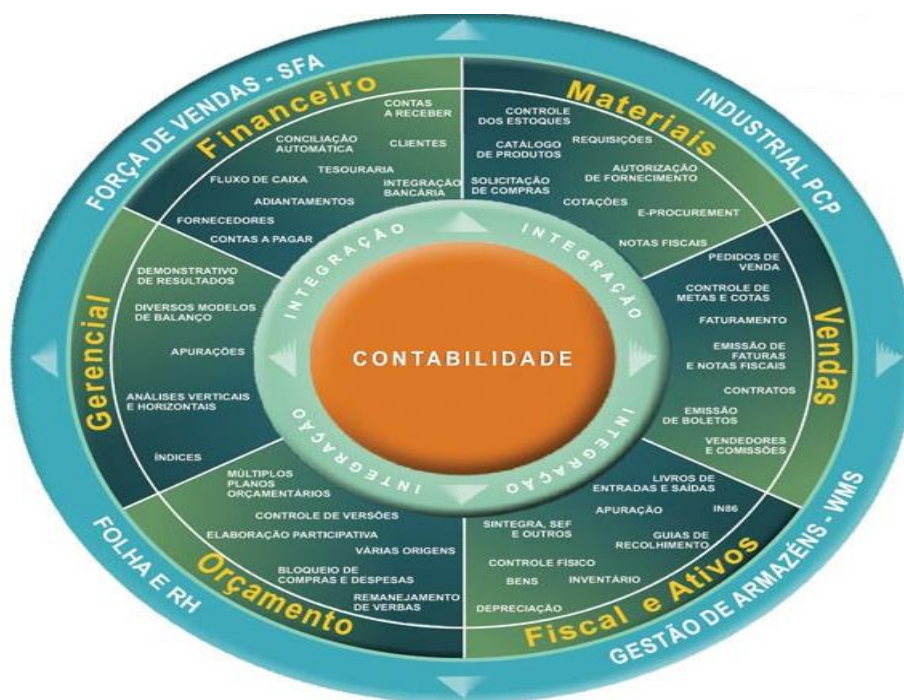 FORÇA DE VENDAS - SFA
INDUSTRIAL PCP
GESTÃO DE ARMAZÉNS - WMS
FOLHA E RH
Financeiro
CONTAS
A RECEBER
CONCILIAÇÃO
AUTOMÁTICA
CLIENTES
TESOURARIA
FLUXO DE CAIXA
INTEGRAÇÃO
BANCÁRIA
ADIANTAMENTOS
FORNECEDORES
CONTAS A PAGAR
Materiais
CONTROLE
DOS ESTOQUES
REQUISIÇÕES
CATÁLOGO
DE PRODUTOS
AUTORIZAÇÃO
DE FORNECIMENTO
SOLICITAÇÃO
DE COMPRAS
COTAÇÕES
E-PROCUREMENT
NOTAS FISCAIS
Vendas
PEDIDOS DE
VENDA
CONTROLE DE
METAS E COTAS
FATURAMENTO
EMISSÃO DE
FATURAS
E NOTAS FISCAIS
CONTRATOS
EMISSÃO
DE BOLETOS
VENDEDORES
E COMISSÕES
Fiscal e Ativos
LIVROS DE
ENTRADAS E SAÍDAS
APURAÇÃO
IN86
SINTEGRA, SEF
E OUTROS
GUIAS DE
RECOLHIMENTO
CONTROLE FÍSICO
BENS
INVENTÁRIO
DEPRECIAÇÃO
Orçamento
MÚLTIPLOS
PLANOS
ORÇAMENTÁRIOS
CONTROLE DE VERSÕES
ELABORAÇÃO PARTICIPATIVA
VÁRIAS ORIGENS
BLOQUEIO DE
COMPRAS E DESPESAS
REMANEJAMENTO
DE VERBAS
Gerencial
DEMONSTRATIVO
DE RESULTADOS
DIVERSOS MODELOS
DE BALANÇO
APURAÇÕES
ANÁLISES VERTICAIS
E HORIZONTAIS
ÍNDICES
INTEGRAÇÃO
INTEGRAÇÃO
INTEGRAÇÃO
INTEGRAÇÃO
CONTABILIDADE